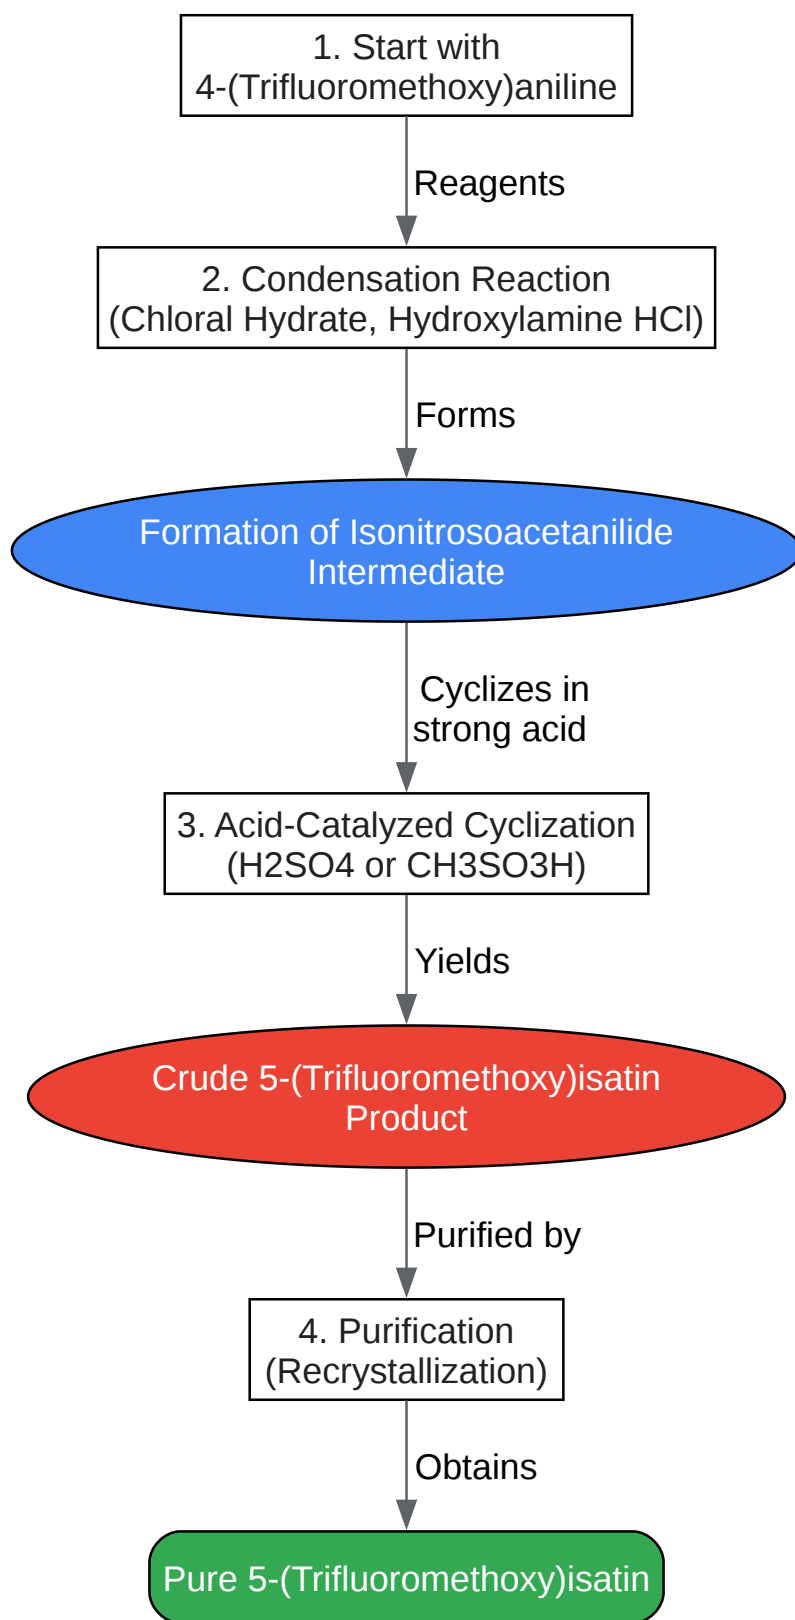 1. Start with
4-(Trifluoromethoxy)aniline
Reagents
2. Condensation Reaction
(Chloral Hydrate, Hydroxylamine HCl)
Forms
Formation of Isonitrosoacetanilide
Intermediate
Cyclizes in
strong acid
3. Acid-Catalyzed Cyclization
(H2SO4 or CH3SO3H)
Yields
Crude 5-(Trifluoromethoxy)isatin
Product
Purified by
4. Purification
(Recrystallization)
Obtains
Pure 5-(Trifluoromethoxy)isatin